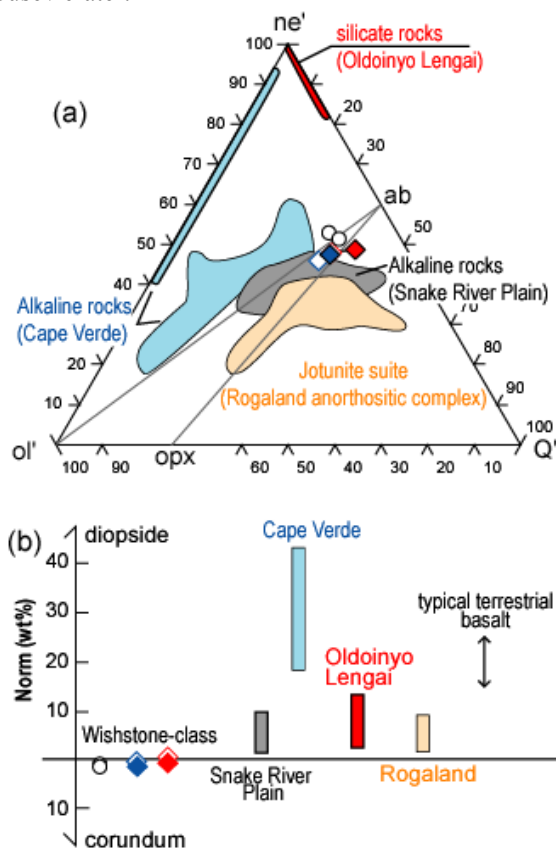 ne'
100
silicate rocks
(Oldoinyo Lengai)
(a)
90
80
20
70
30
60
ab
50
50
40
Alkaline rocks
(Snake River Plain)
Alkaline rocks
(Cape Verde)
70
20
Jotunite suite
(Rogaland anorthositic complex)
80
10
90
ol'
opx
100
Q'
100 90 60 50 40 30 20 10
(b)
diopside
Cape Verde
40
typical terrestrial
basalt
30
Norm (wt%)
20
Oldoinyo
Lengai
10
Wishstone-class
Snake River
Plain
Rogaland
10
corundum